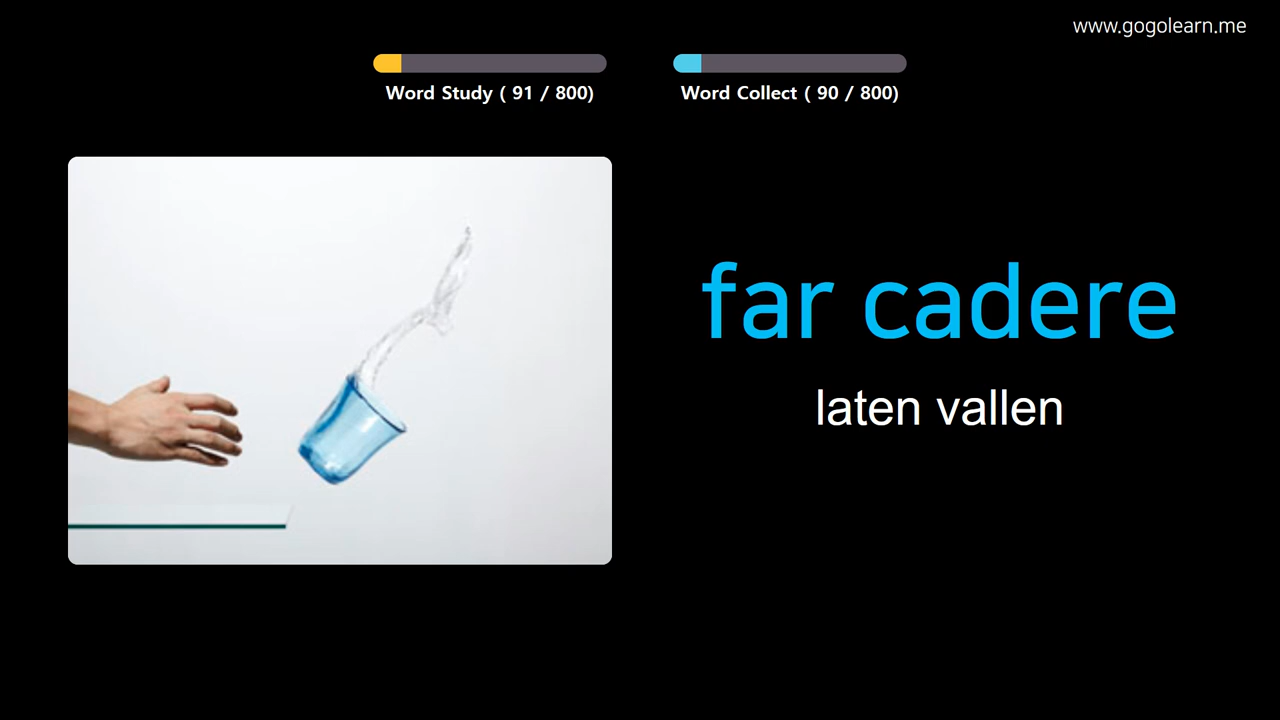 www.gogolearn.me
Word Study ( 91 / 800)
Word Collect ( 90 / 800)
far cadere
laten vallen